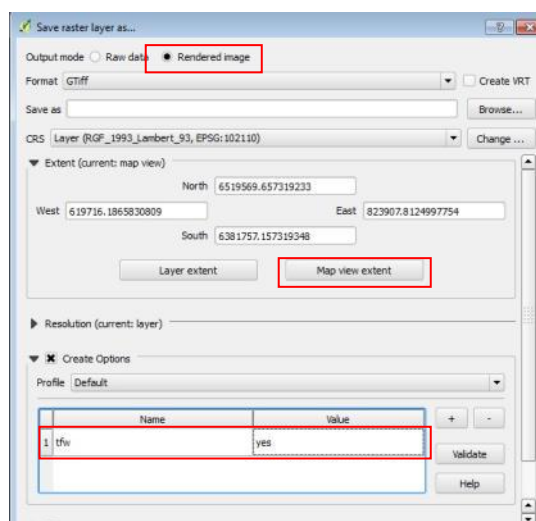 Save raster layer as...
Output mode Raw data Rendered image
Format GTiff Create VRT
Save as Browse...
CRS Layer (RGF_1993_Lambert_93, EPSG:102110) Change ...
Extent (current: map view)
North 6519569.657319233
West 619716.1865830809 East 823907.8124997754
South 6381757.157319348
Layer extent Map view extent
Resolution (current: layer)
Create Options
Profile Default
Name Value + -
1 tfw yes
Validate
Help